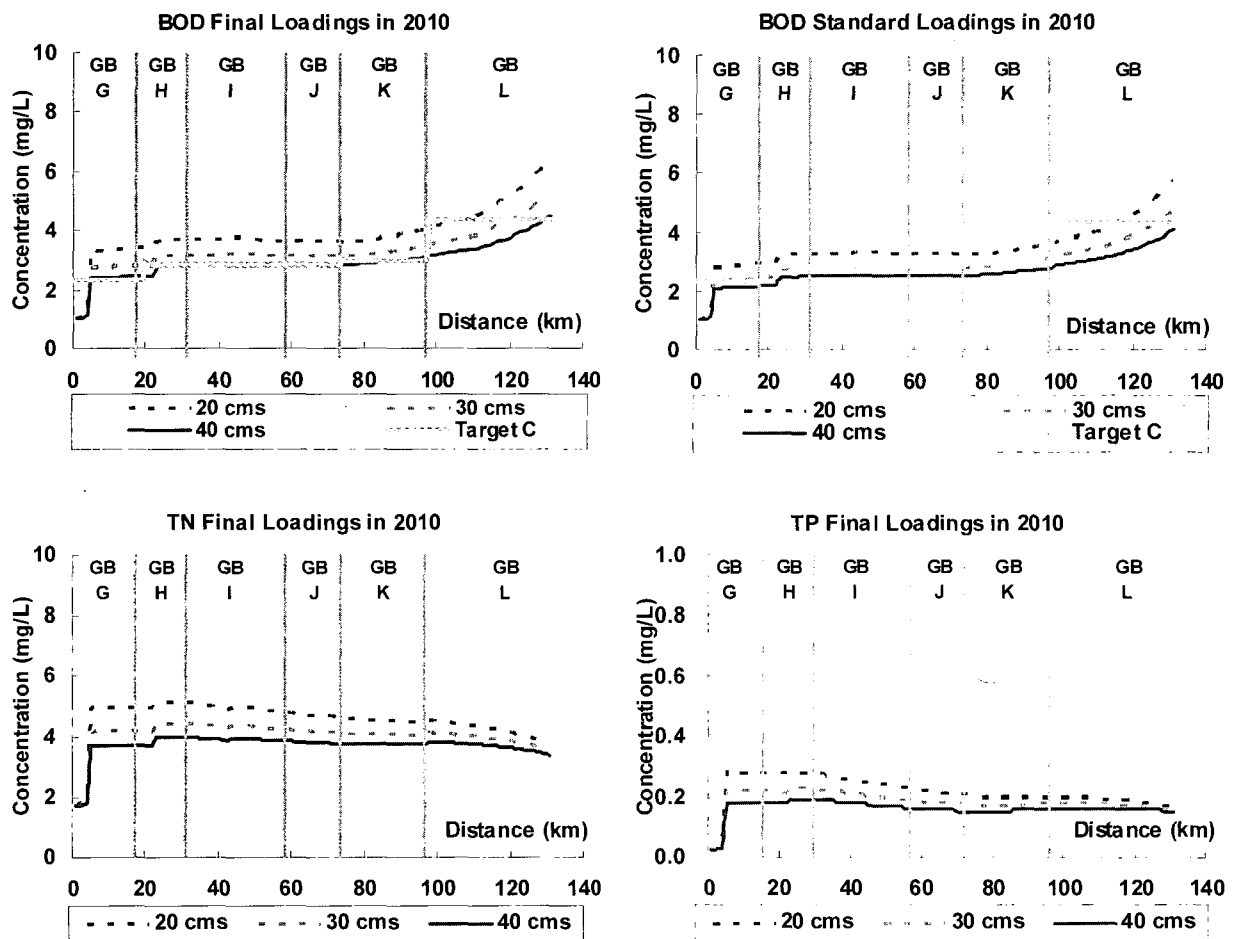 BOD Final Loadings in 2010
Concentration (mg/L)
10
8
6
4
2
0
GB GB GB GB GB GB
G H I J K L
Distance (km)
0 20 40 60 80 100 120 140
20 cms 30 cms
40 cms Target C
BOD Standard Loadings in 2010
Concentration (mg/L)
10
8
6
4
2
0
GB GB GB GB GB GB
G H I J K L
Distance (km)
0 20 40 60 80 100 120 140
20 cms 30 cms
40 cms Target C
TN Final Loadings in 2010
Concentration (mg/L)
10
8
6
4
2
0
GB GB GB GB GB GB
G H I J K L
Distance (km)
0 20 40 60 80 100 120 140
20 cms 30 cms 40 cms
TP Final Loadings in 2010
Concentration (mg/L)
1.0
0.8
0.6
0.4
0.2
0.0
GB GB GB GB GB GB
G H I J K L
Distance (km)
0 20 40 60 80 100 120 140
20 cms 30 cms 40 cms